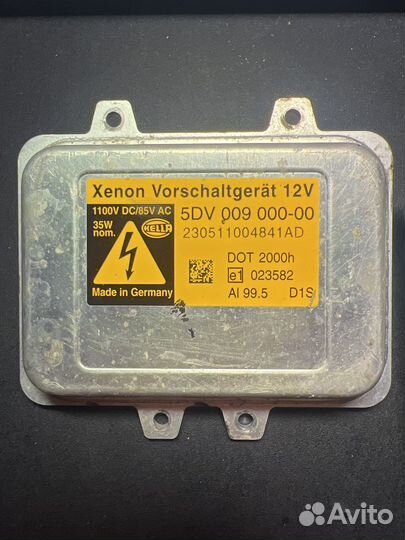 Xenon Vorschaltgerät 12V
1100V DC/85V AC
35W
nom.
HELLA
Made in Germany
5DV 009 000-00
230511004841AD
DOT 2000h
e1 023582
Al 99.5 D1S
Avito